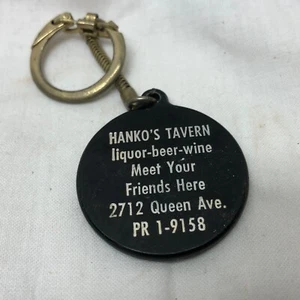 HANKO'S TAVERN
liquor-beer-wine
Meet Your
Friends Here
2712 Queen Ave.
PR 1-9158